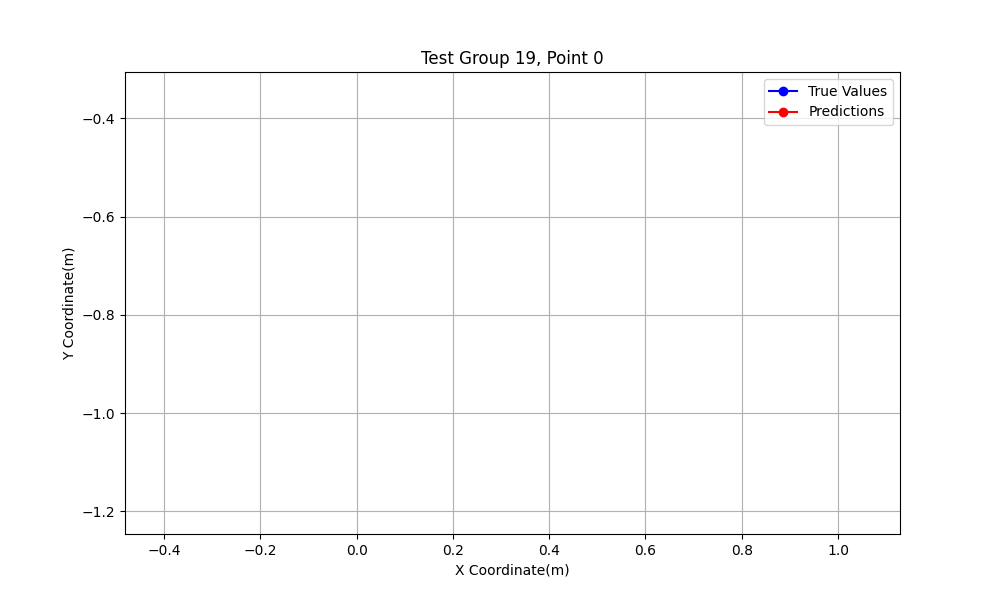 Test Group 19, Point 0
True Values
Predictions
−0.4
−0.6
−0.8
−1.0
−1.2
Y Coordinate(m)
−0.4 −0.2 0.0 0.2 0.4 0.6 0.8 1.0
X Coordinate(m)